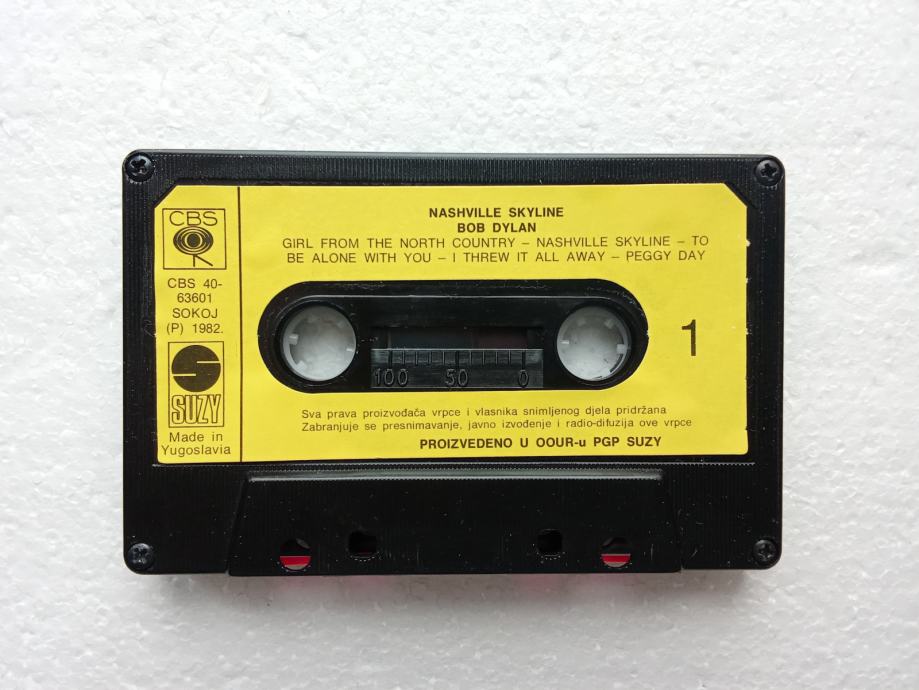 NASHVILLE SKYLINE
BOB DYLAN
GIRL FROM THE NORTH COUNTRY – NASHVILLE SKYLINE – TO
BE ALONE WITH YOU – I THREW IT ALL AWAY – PEGGY DAY
CBS
CBS 40-
63601
SOKOJ
(P) 1982.
SUZY
Made in
Yugoslavia
1
100 50 0
Sva prava proizvođača vrpce i vlasnika snimljenog djela pridržana
Zabranjuje se presnimavanje, javno izvođenje i radio-difuzija ove vrpce
PROIZVEDENO U OOUR-u PGP SUZY